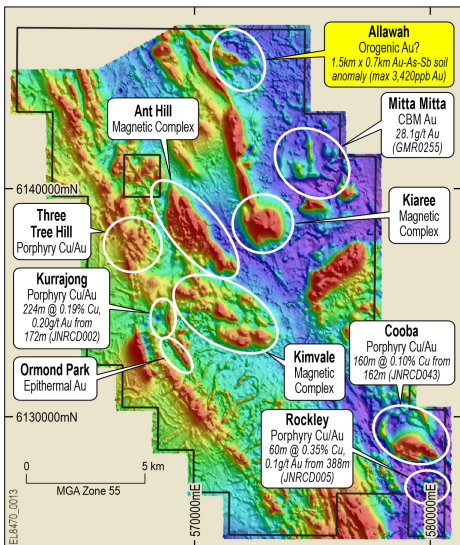 Allawah
Orogenic Au?
1.5km x 0.7km Au-As-Sb soil
anomaly (max 3,420ppb Au)
Ant Hill
Magnetic Complex
Mitta Mitta
CBM Au
28.1g/t Au
(GMR0255)
6140000mN
Three
Tree Hill
Porphyry Cu/Au
Kiaree
Magnetic
Complex
Kurrajong
Porphyry Cu/Au
224m @ 0.19% Cu,
0.20g/t Au from
172m (JNRCD002)
Cooba
Porphyry Cu/Au
160m @ 0.10% Cu from
162m (JNRCD043)
Ormond Park
Epithermal Au
Kimvale
Magnetic
Complex
6130000mN
Rockley
Porphyry Cu/Au
60m @ 0.35% Cu,
0.1g/t Au from 388m
(JNRCD005)
0
5 km
MGA Zone 55
EL8470_0013
570000mE
580000mE